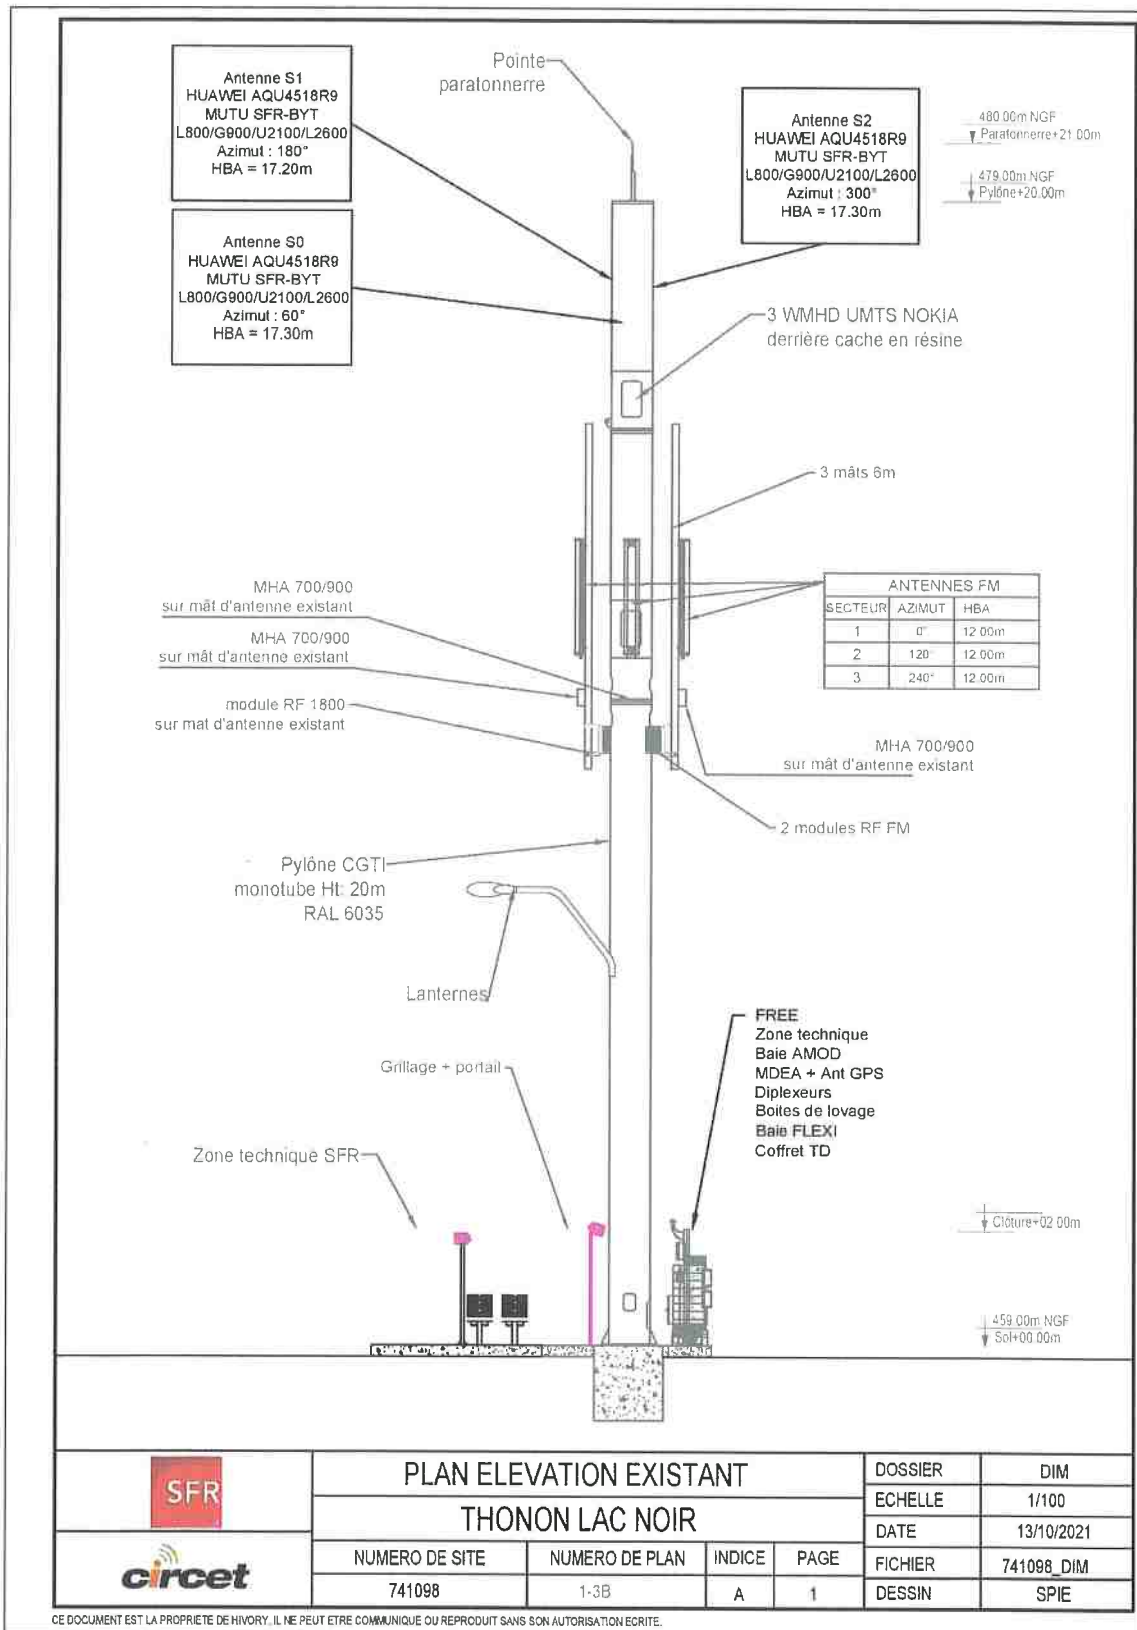 Antenne S1
HUAWEI AQU4518R9
MUTU SFR-BYT
L800/G900/U2100/L2600
Azimut : 180°
HBA = 17.20m
Pointe
paratonnerre
Antenne S2
HUAWEI AQU4518R9
MUTU SFR-BYT
L800/G900/U2100/L2600
Azimut : 300°
HBA = 17.30m
480.00m NGF
Paratonnerre+21.00m
479.00m NGF
Pylône+20.00m
Antenne S0
HUAWEI AQU4518R9
MUTU SFR-BYT
L800/G900/U2100/L2600
Azimut : 60°
HBA = 17.30m
3 WMHD UMTS NOKIA
derrière cache en résine
3 mâts 6m
MHA 700/900
sur mât d'antenne existant
MHA 700/900
sur mât d'antenne existant
module RF 1800
sur mat d'antenne existant
ANTENNES FM
SECTEUR AZIMUT HBA
1 0° 12.00m
2 120° 12.00m
3 240° 12.00m
MHA 700/900
sur mât d'antenne existant
2 modules RF FM
Pylône CGTI
monotube Ht: 20m
RAL 6035
Lanternes
Grillage + portail
Zone technique SFR
FREE
Zone technique
Baie AMOD
MDEA + Ant GPS
Diplexeurs
Boites de lovage
Baie FLEXI
Coffret TD
Clôture+02.00m
459.00m NGF
Sol+00.00m
SFR
circet
PLAN ELEVATION EXISTANT
THONON LAC NOIR
NUMERO DE SITE NUMERO DE PLAN INDICE PAGE
741098 1-3B A 1
DOSSIER DIM
ECHELLE 1/100
DATE 13/10/2021
FICHIER 741098_DIM
DESSIN SPIE
CE DOCUMENT EST LA PROPRIETE DE HIVORY. IL NE PEUT ETRE COMMUNIQUE OU REPRODUIT SANS SON AUTORISATION ECRITE.